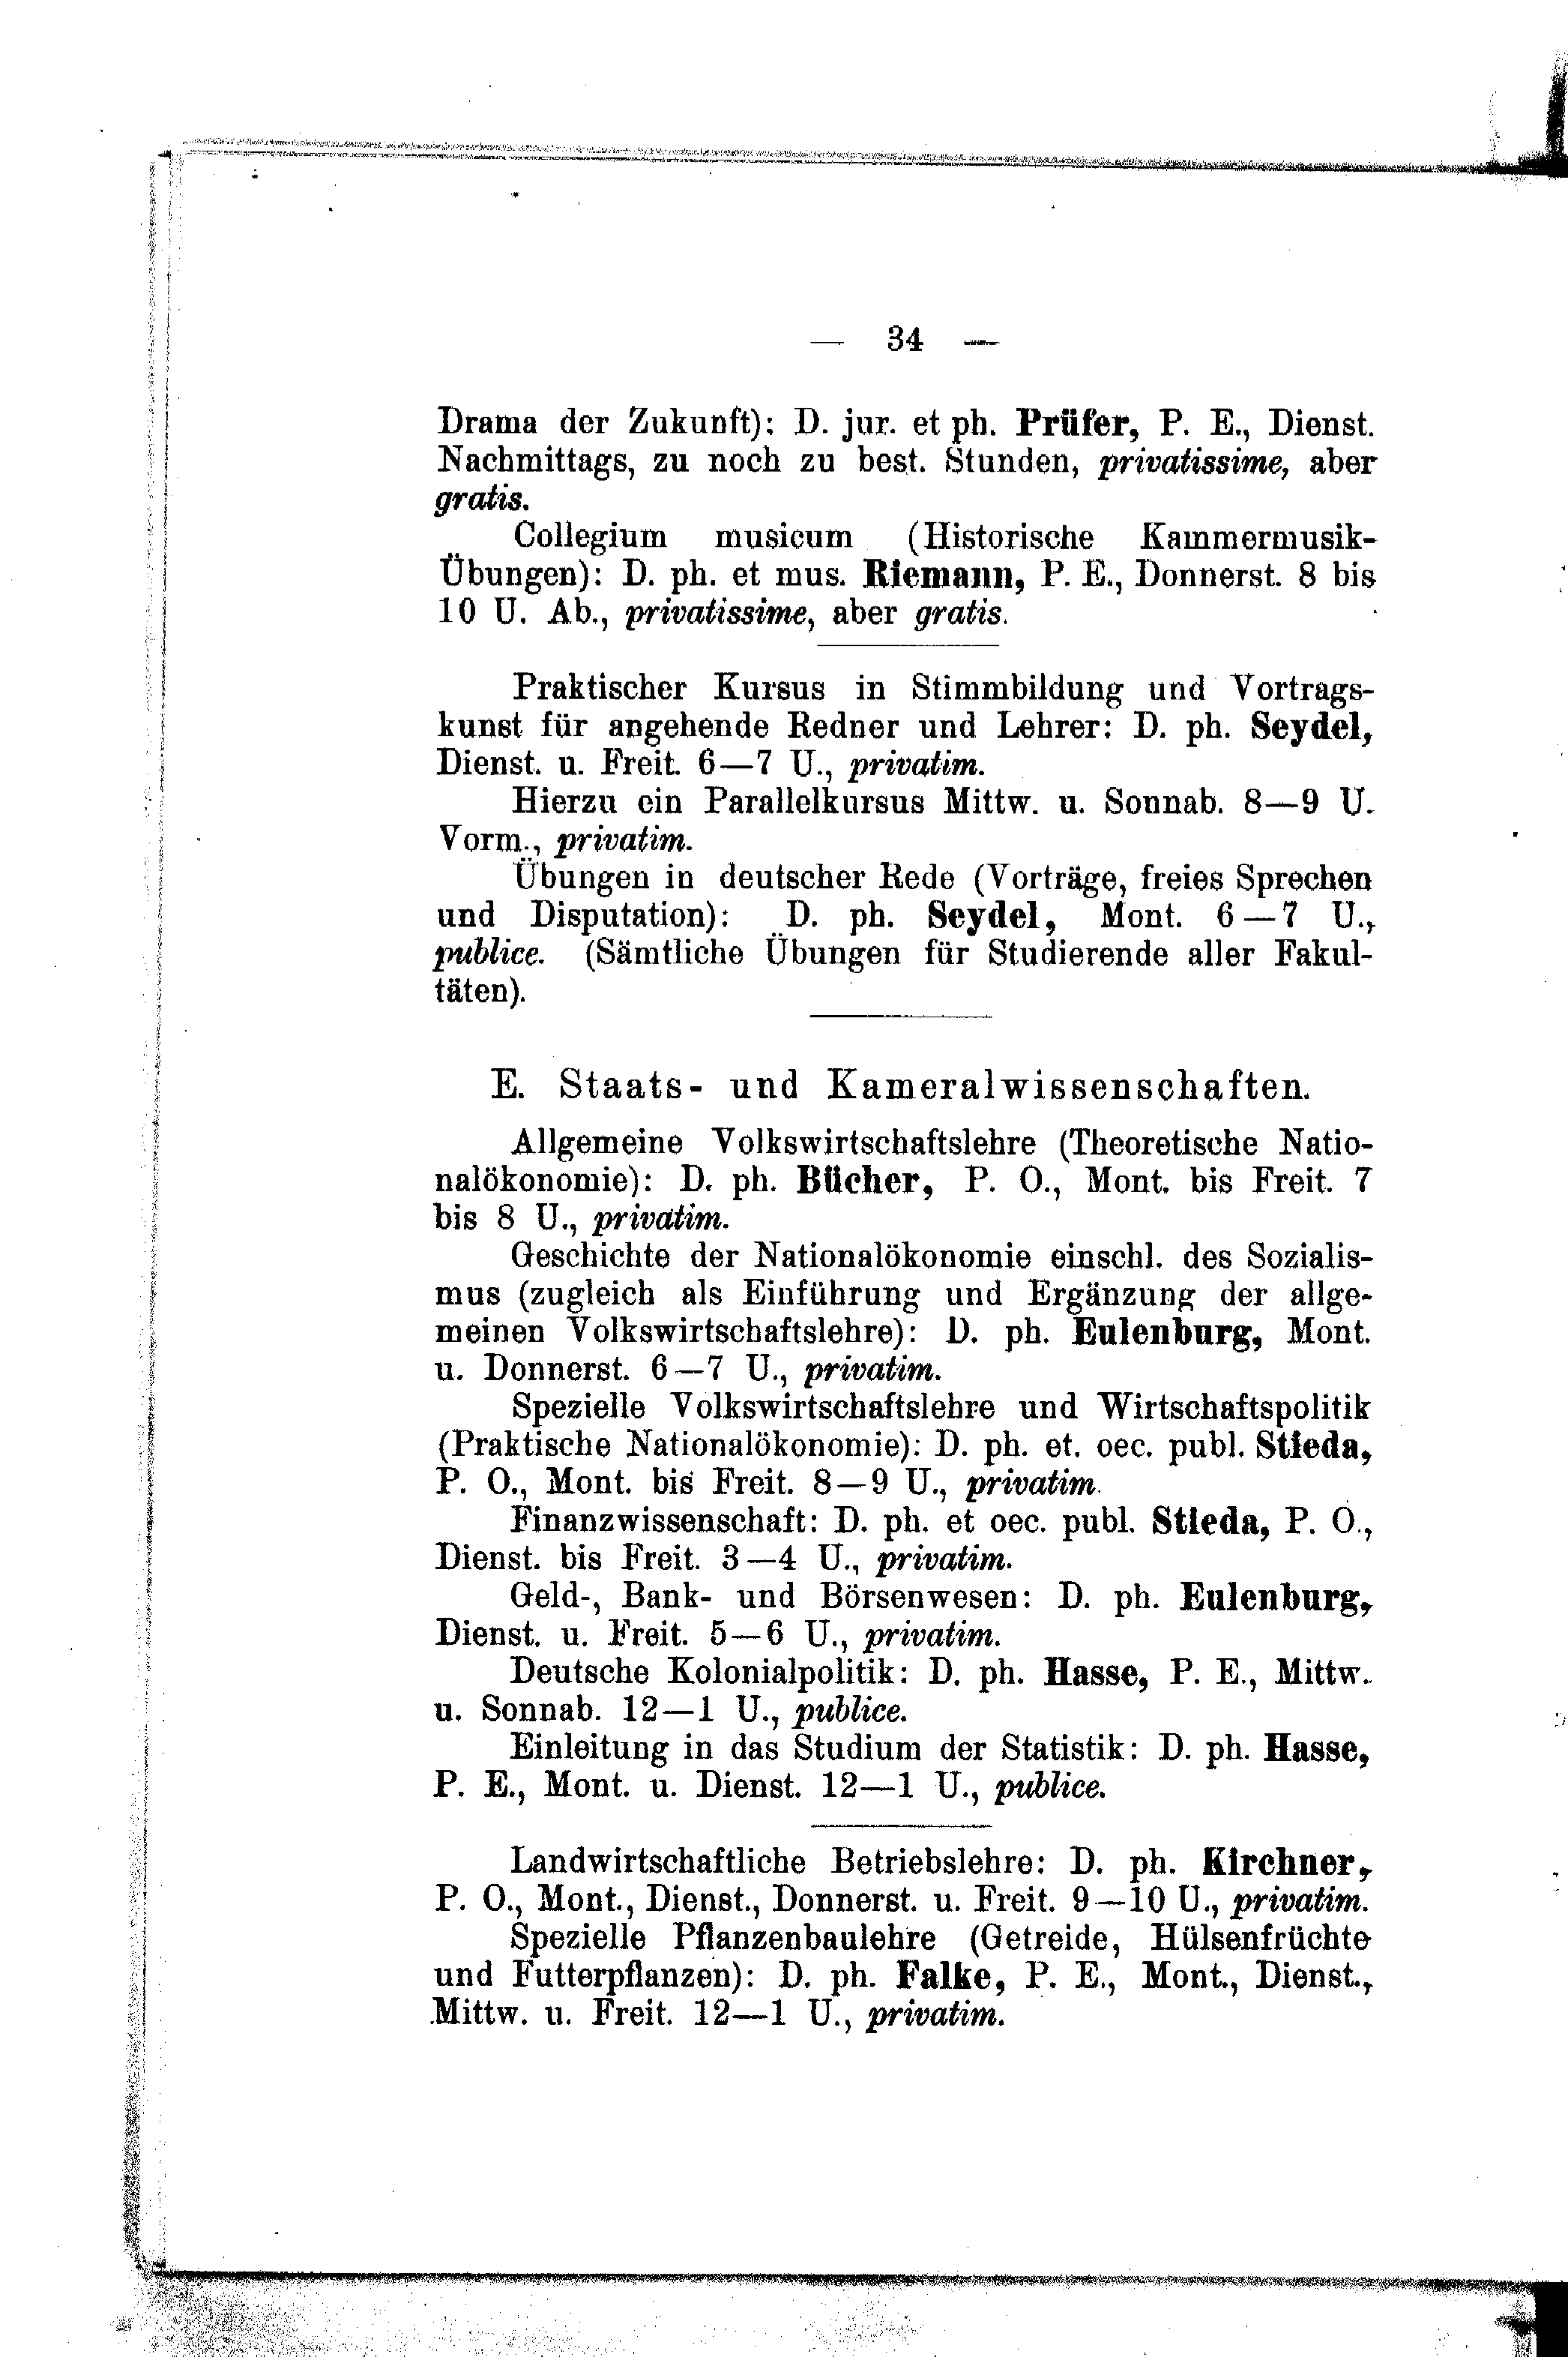 — 34 —
Drama der Zukunft): D. jur. et ph. Prüfer, P. E., Dienst.
Nachmittags, zu noch zu best. Stunden, privatissime, aber
gratis.
Collegium musicum (Historische Kammermusik-
Übungen): D. ph. et mus. Riemann, P. E., Donnerst. 8 bis
10 U. Ab., privatissime, aber gratis.
Praktischer Kursus in Stimmbildung und Vortrags-
kunst für angehende Redner und Lehrer: D. ph. Seydel,
Dienst. u. Freit. 6—7 U., privatim.
Hierzu ein Parallelkursus Mittw. u. Sonnab. 8—9 U.
Vorm., privatim.
Übungen in deutscher Rede (Vorträge, freies Sprechen
und Disputation): D. ph. Seydel, Mont. 6—7 U.,
publice. (Sämtliche Übungen für Studierende aller Fakul-
täten).
E. Staats- und Kameralwissenschaften.
Allgemeine Volkswirtschaftslehre (Theoretische Natio-
nalökonomie): D. ph. Bücher, P. O., Mont. bis Freit. 7
bis 8 U., privatim.
Geschichte der Nationalökonomie einschl. des Sozialis-
mus (zugleich als Einführung und Ergänzung der allge-
meinen Volkswirtschaftslehre): D. ph. Eulenburg, Mont.
u. Donnerst. 6—7 U., privatim.
Spezielle Volkswirtschaftslehre und Wirtschaftspolitik
(Praktische Nationalökonomie): D. ph. et. oec. publ. Stieda,
P. O., Mont. bis Freit. 8—9 U., privatim.
Finanzwissenschaft: D. ph. et oec. publ. Stieda, P. O.,
Dienst. bis Freit. 3—4 U., privatim.
Geld-, Bank- und Börsenwesen: D. ph. Eulenburg,
Dienst. u. Freit. 5—6 U., privatim.
Deutsche Kolonialpolitik: D. ph. Hasse, P. E., Mittw.
u. Sonnab. 12—1 U., publice.
Einleitung in das Studium der Statistik: D. ph. Hasse,
P. E., Mont. u. Dienst. 12—1 U., publice.
Landwirtschaftliche Betriebslehre: D. ph. Kirchner,
P. O., Mont., Dienst., Donnerst. u. Freit. 9—10 U., privatim.
Spezielle Pflanzenbaulehre (Getreide, Hülsenfrüchte
und Futterpflanzen): D. ph. Falke, P. E., Mont., Dienst.,
Mittw. u. Freit. 12—1 U., privatim.